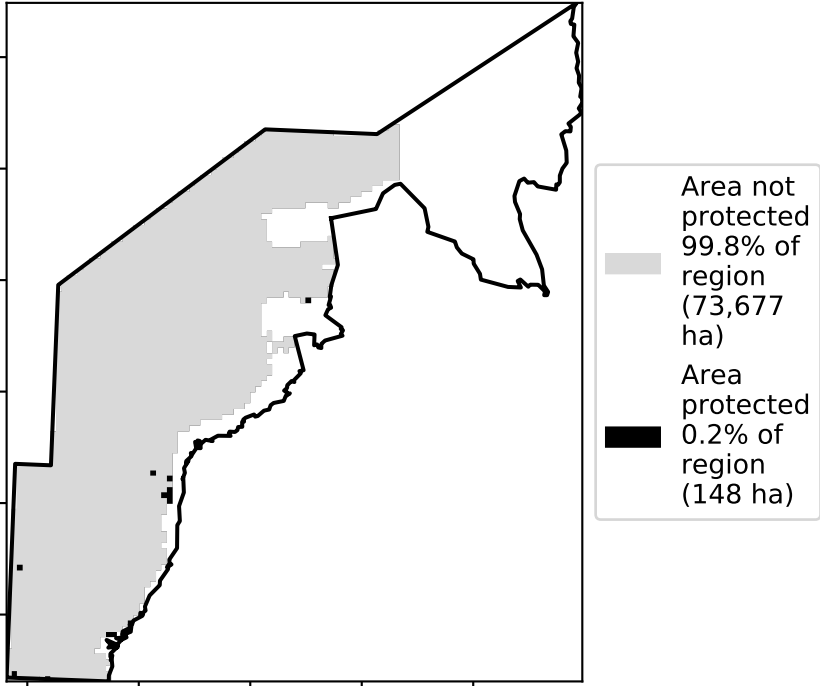 Area not
protected
99.8% of
region
(73,677
ha)
Area
protected
0.2% of
region
(148 ha)